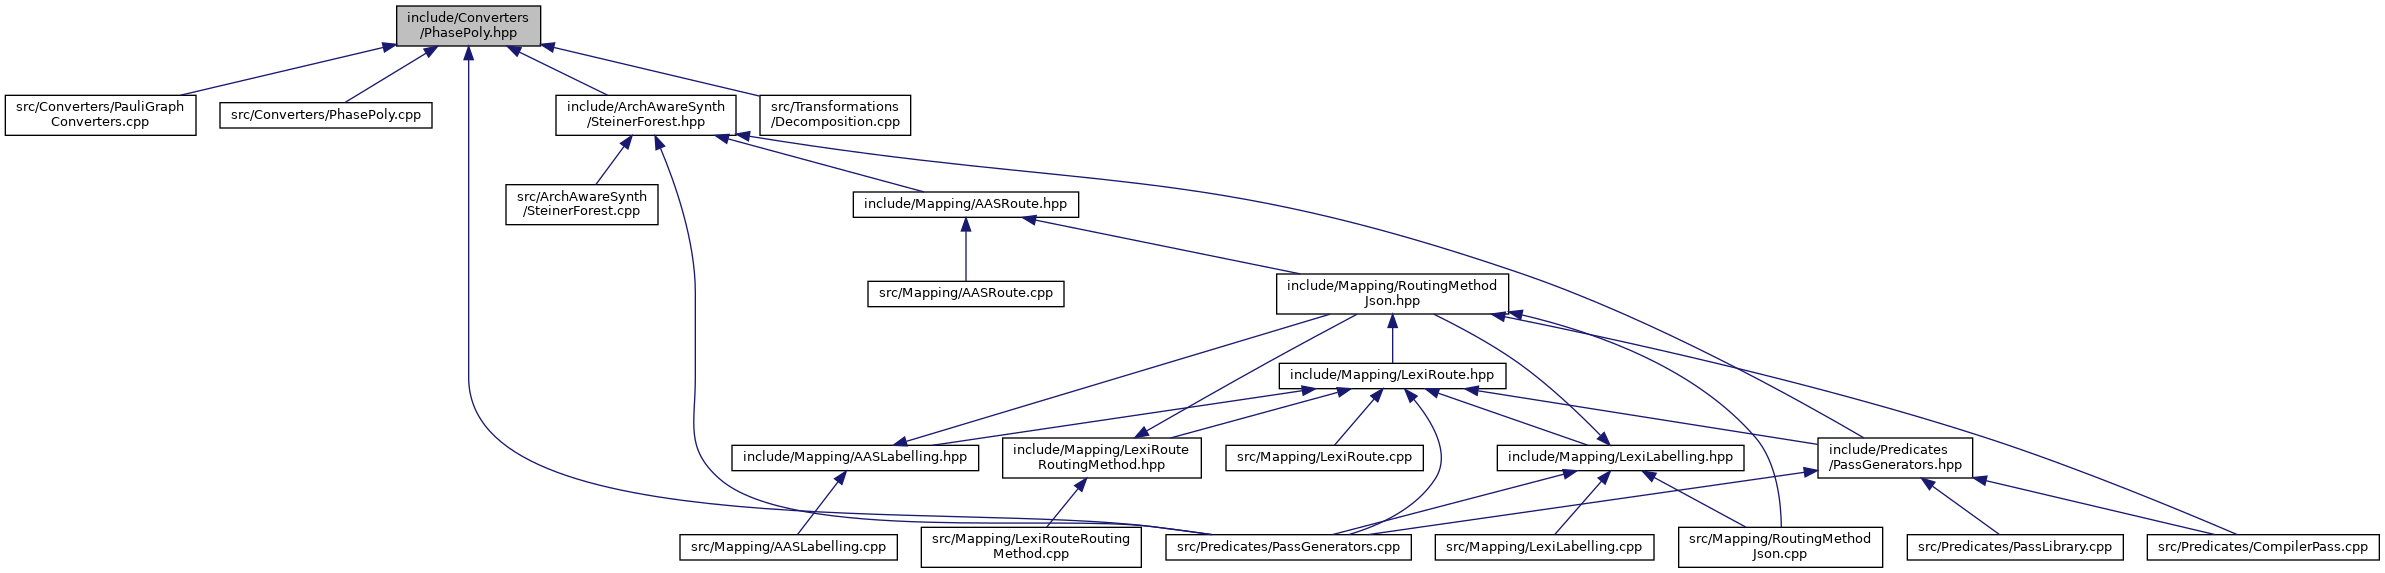 include/Converters
/PhasePoly.hpp
src/Converters/PauliGraph
Converters.cpp
src/Converters/PhasePoly.cpp
include/ArchAwareSynth
/SteinerForest.hpp
src/Transformations
/Decomposition.cpp
src/ArchAwareSynth
/SteinerForest.cpp
include/Mapping/AASRoute.hpp
src/Mapping/AASRoute.cpp
include/Mapping/RoutingMethod
Json.hpp
include/Mapping/LexiRoute.hpp
include/Mapping/AASLabelling.hpp
include/Mapping/LexiRoute
RoutingMethod.hpp
src/Mapping/LexiRoute.cpp
include/Mapping/LexiLabelling.hpp
include/Predicates
/PassGenerators.hpp
src/Mapping/AASLabelling.cpp
src/Mapping/LexiRouteRouting
Method.cpp
src/Predicates/PassGenerators.cpp
src/Mapping/LexiLabelling.cpp
src/Mapping/RoutingMethod
Json.cpp
src/Predicates/PassLibrary.cpp
src/Predicates/CompilerPass.cpp